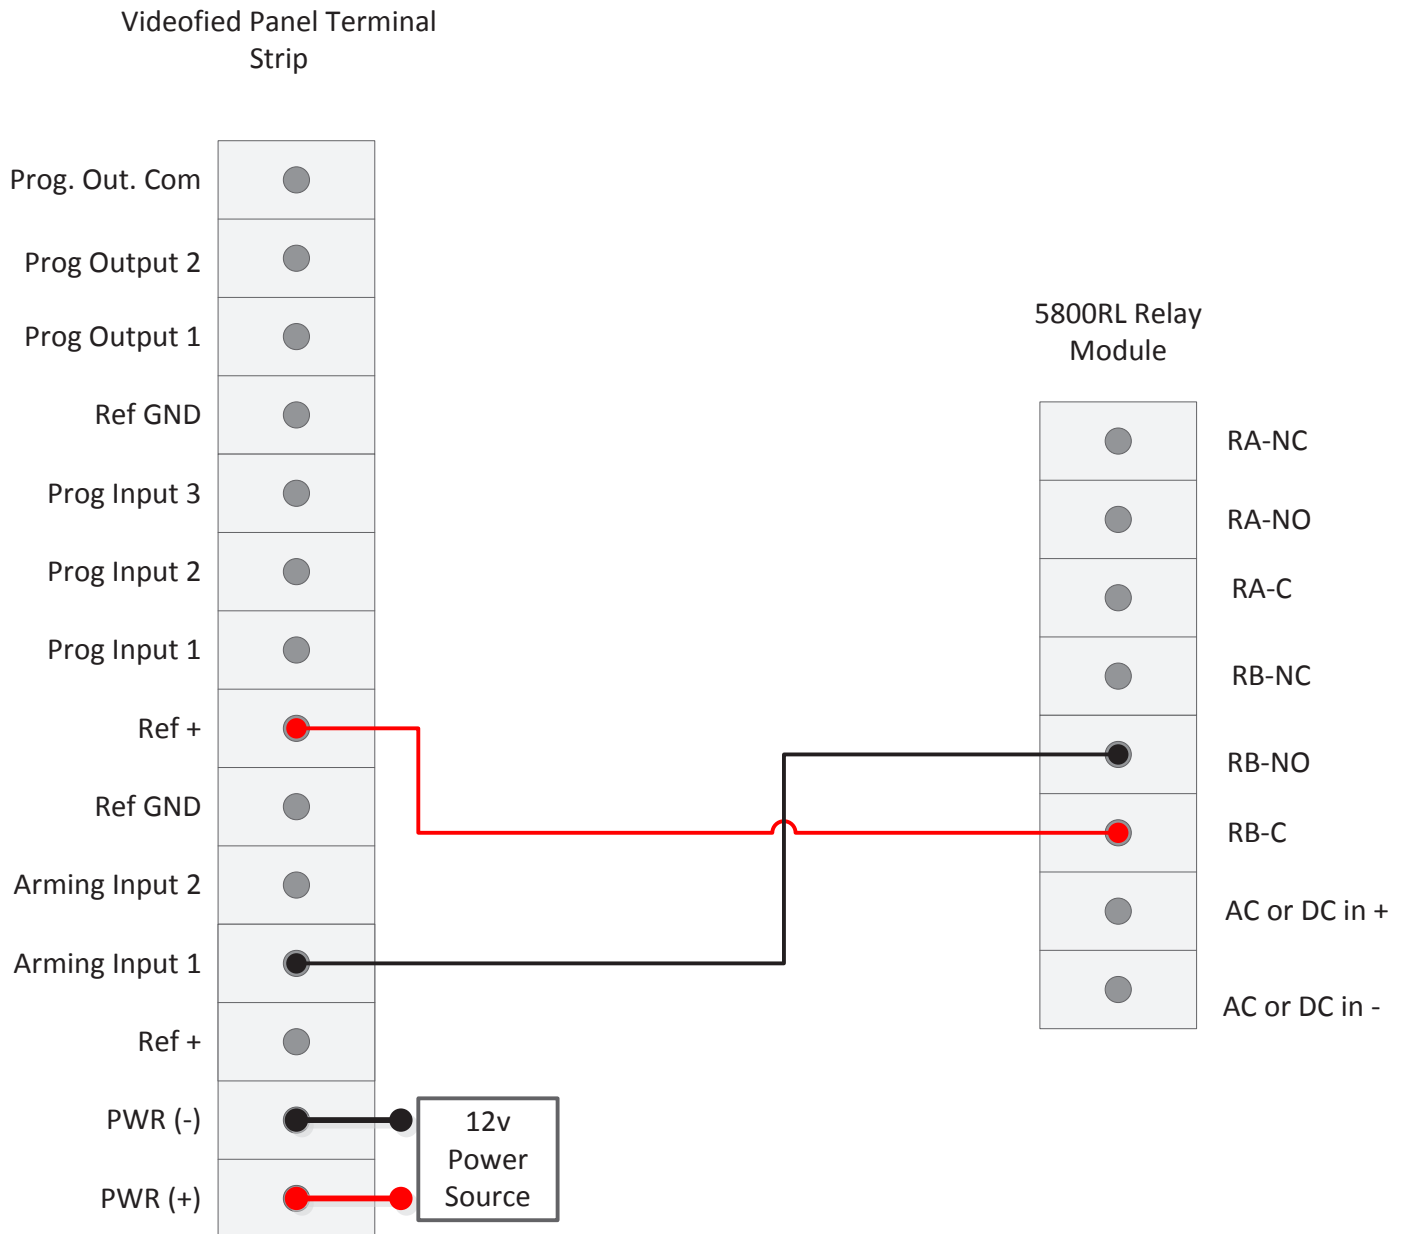 Videofied Panel Terminal
Strip
Prog. Out. Com
Prog Output 2
Prog Output 1
Ref GND
Prog Input 3
Prog Input 2
Prog Input 1
Ref +
Ref GND
Arming Input 2
Arming Input 1
Ref +
PWR (-)
PWR (+)
12v
Power
Source
5800RL Relay
Module
RA-NC
RA-NO
RA-C
RB-NC
RB-NO
RB-C
AC or DC in +
AC or DC in -